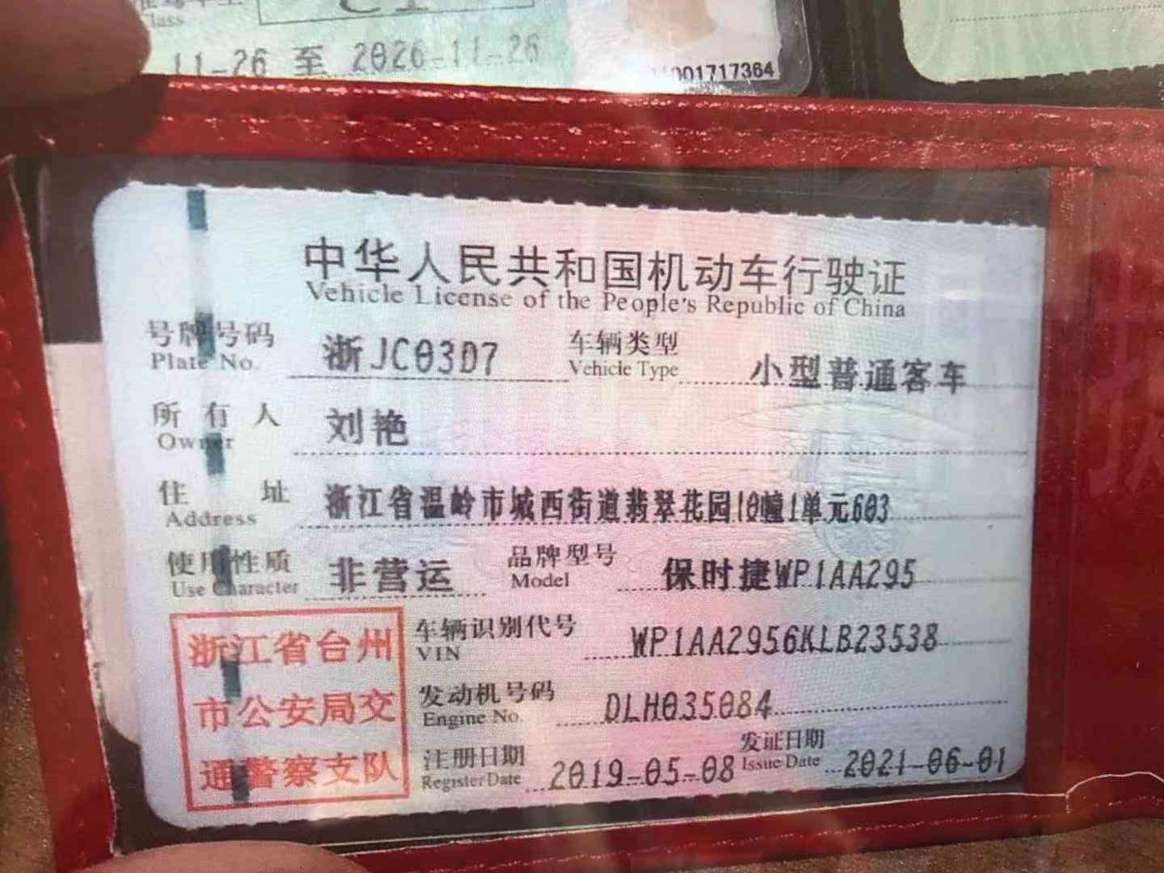 Class C1
11-26 至 2026-11-26
001717364
中华人民共和国机动车行驶证
Vehicle License of the People's Republic of China
号牌号码 浙JC03D7 车辆类型 小型普通客车
Plate No. Vehicle Type
所有人 刘艳
Owner
住址 浙江省温岭市城西街道翡翠花园10幢1单元603
Address
使用性质 非营运 品牌型号 保时捷WP1AA295
Use Character Model
浙江省台州
市公安局交
通警察支队
车辆识别代号 WP1AA2956KLB23538
VIN
发动机号码 DLH035084
Engine No.
注册日期 2019-05-08 发证日期 2021-06-01
Register Date Issue Date